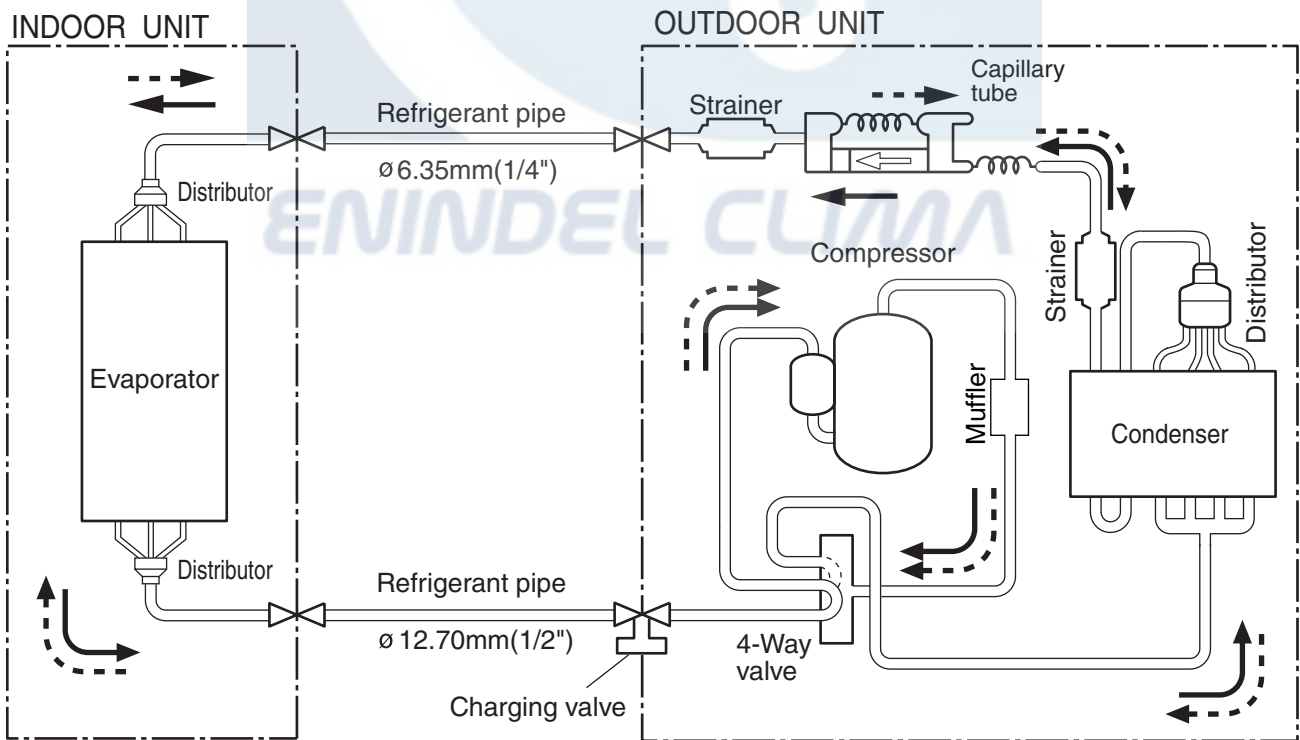 INDOOR UNIT
OUTDOOR UNIT
Capillary
tube
Refrigerant pipe
Strainer
ø6.35mm(1/4")
Distributor
ENINDEL CLIMA
Compressor
Strainer
Distributor
Evaporator
Muffler
Condenser
Distributor
Refrigerant pipe
ø12.70mm(1/2")
4-Way
valve
Charging valve